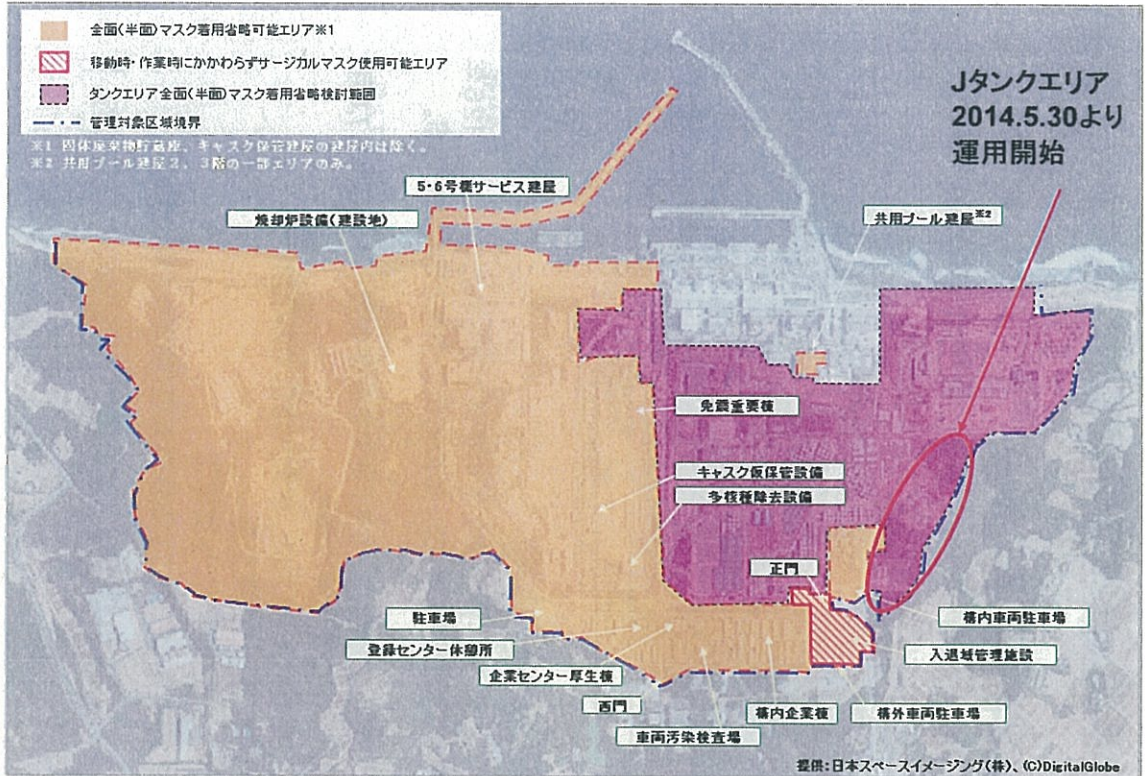 全面(半面)マスク着用省略可能エリア※1
移動時・作業時にかかわらずサージカルマスク使用可能エリア
タンクエリア全面(半面)マスク着用省略検討範囲
管理対象区域境界
※1 固体廃棄物貯蔵庫、キャスク保管建屋の建屋内は除く。
※2 共用プール建屋2、3階の一部エリアのみ。
Jタンクエリア
2014.5.30より
運用開始
5・6号機サービス建屋
焼却炉設備(建設地)
共用プール建屋※2
免震重要棟
キャスク仮保管設備
多核種除去設備
正門
駐車場
構内車両駐車場
登録センター休憩所
入退域管理施設
企業センター厚生棟
西門
構内企業棟
構外車両駐車場
車両汚染検査場
提供:日本スペースイメージング(株)、(C)DigitalGlobe